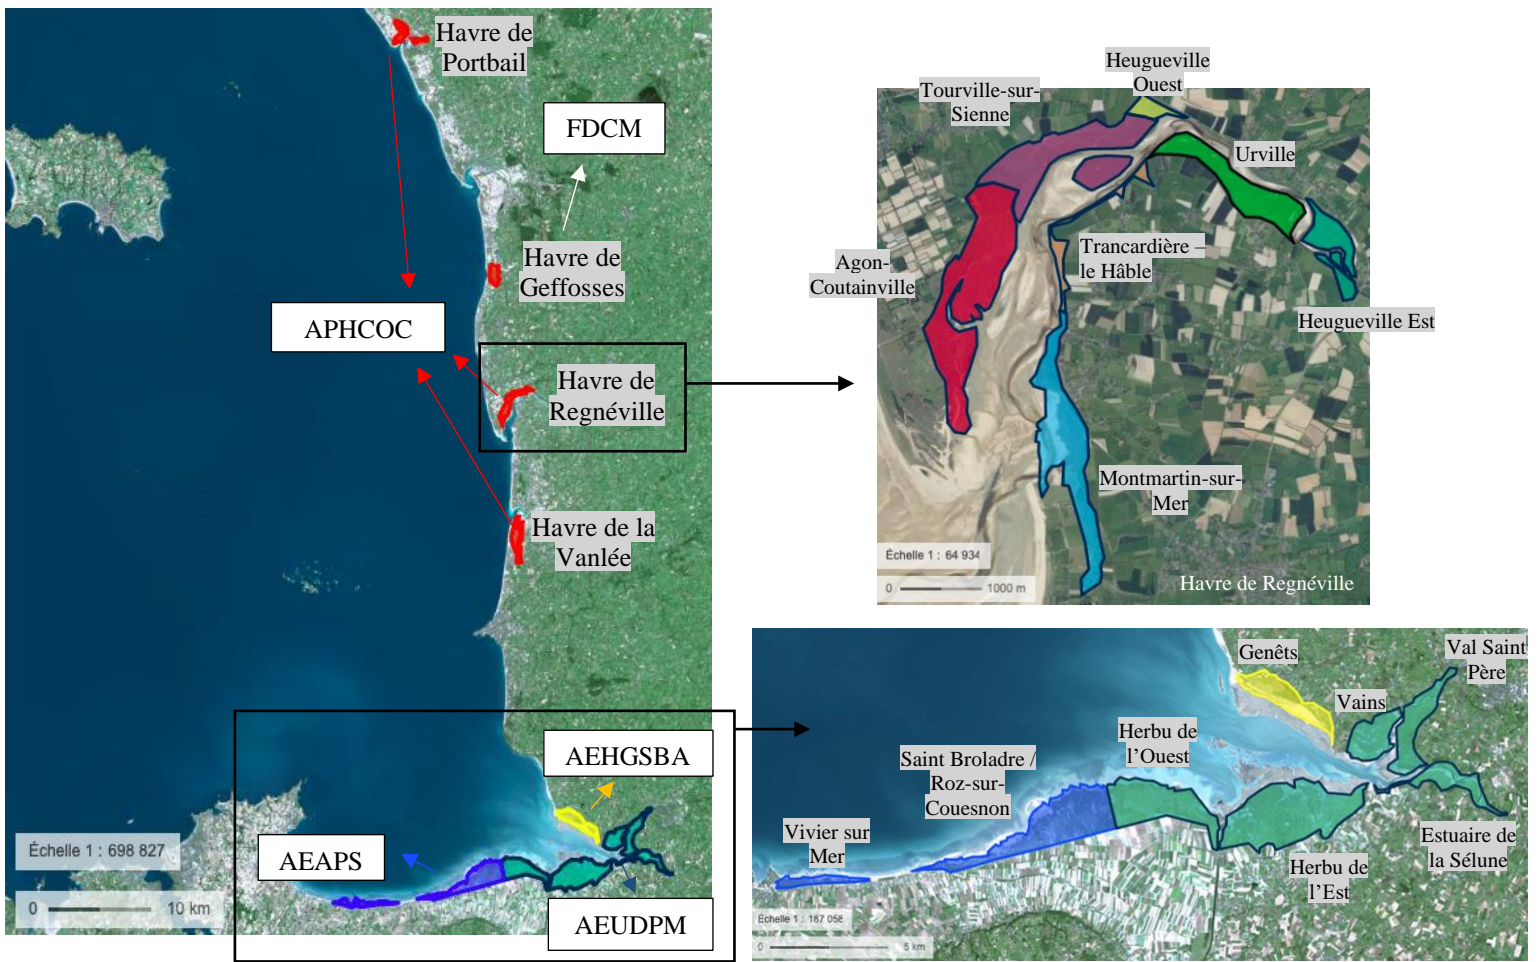 Havre de
Portbail
FDCM
Havre de
Geffosses
APHCOC
Havre de
Regnéville
Havre de la
Vanlée
AEHGSBA
AEAPS
AEUDPM
Échelle 1 : 698 827
0 10 km
Heugueville
Ouest
Tourville-sur-
Sienne
Urville
Agon-
Coutainville
Trancardière –
le Hâble
Heugueville Est
Montmartin-sur-
Mer
Échelle 1 : 64 934
0 1000 m
Havre de Regnéville
Genêts
Val Saint
Père
Vains
Herbu de
l’Ouest
Saint Broladre /
Roz-sur-
Couesnon
Vivier sur
Mer
Estuaire de
la Sélune
Herbu de
l’Est
Échelle 1 : 187 058
0 5 km